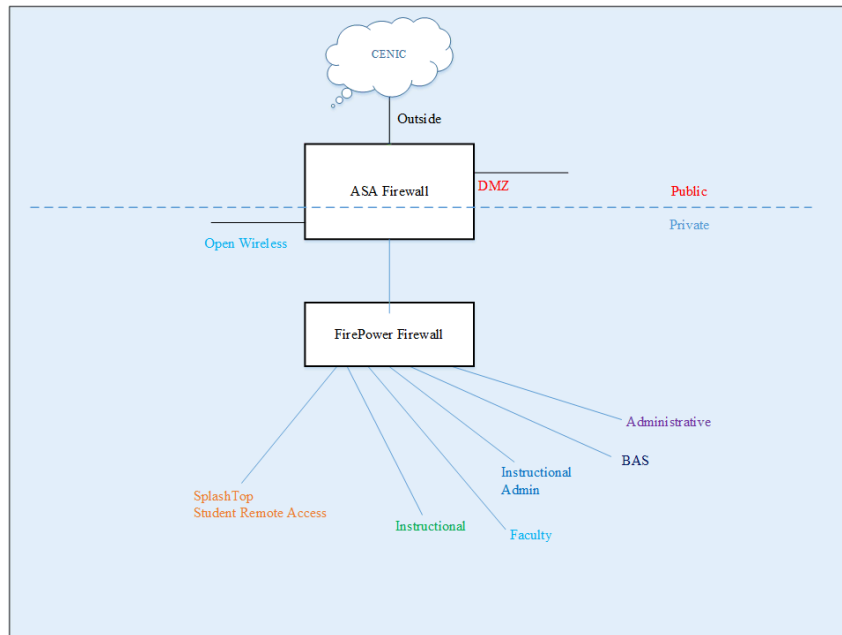 CENIC
Outside
ASA Firewall
DMZ
Public
Private
Open Wireless
FirePower Firewall
Administrative
BAS
Instructional
Admin
SplashTop
Student Remote Access
Instructional
Faculty